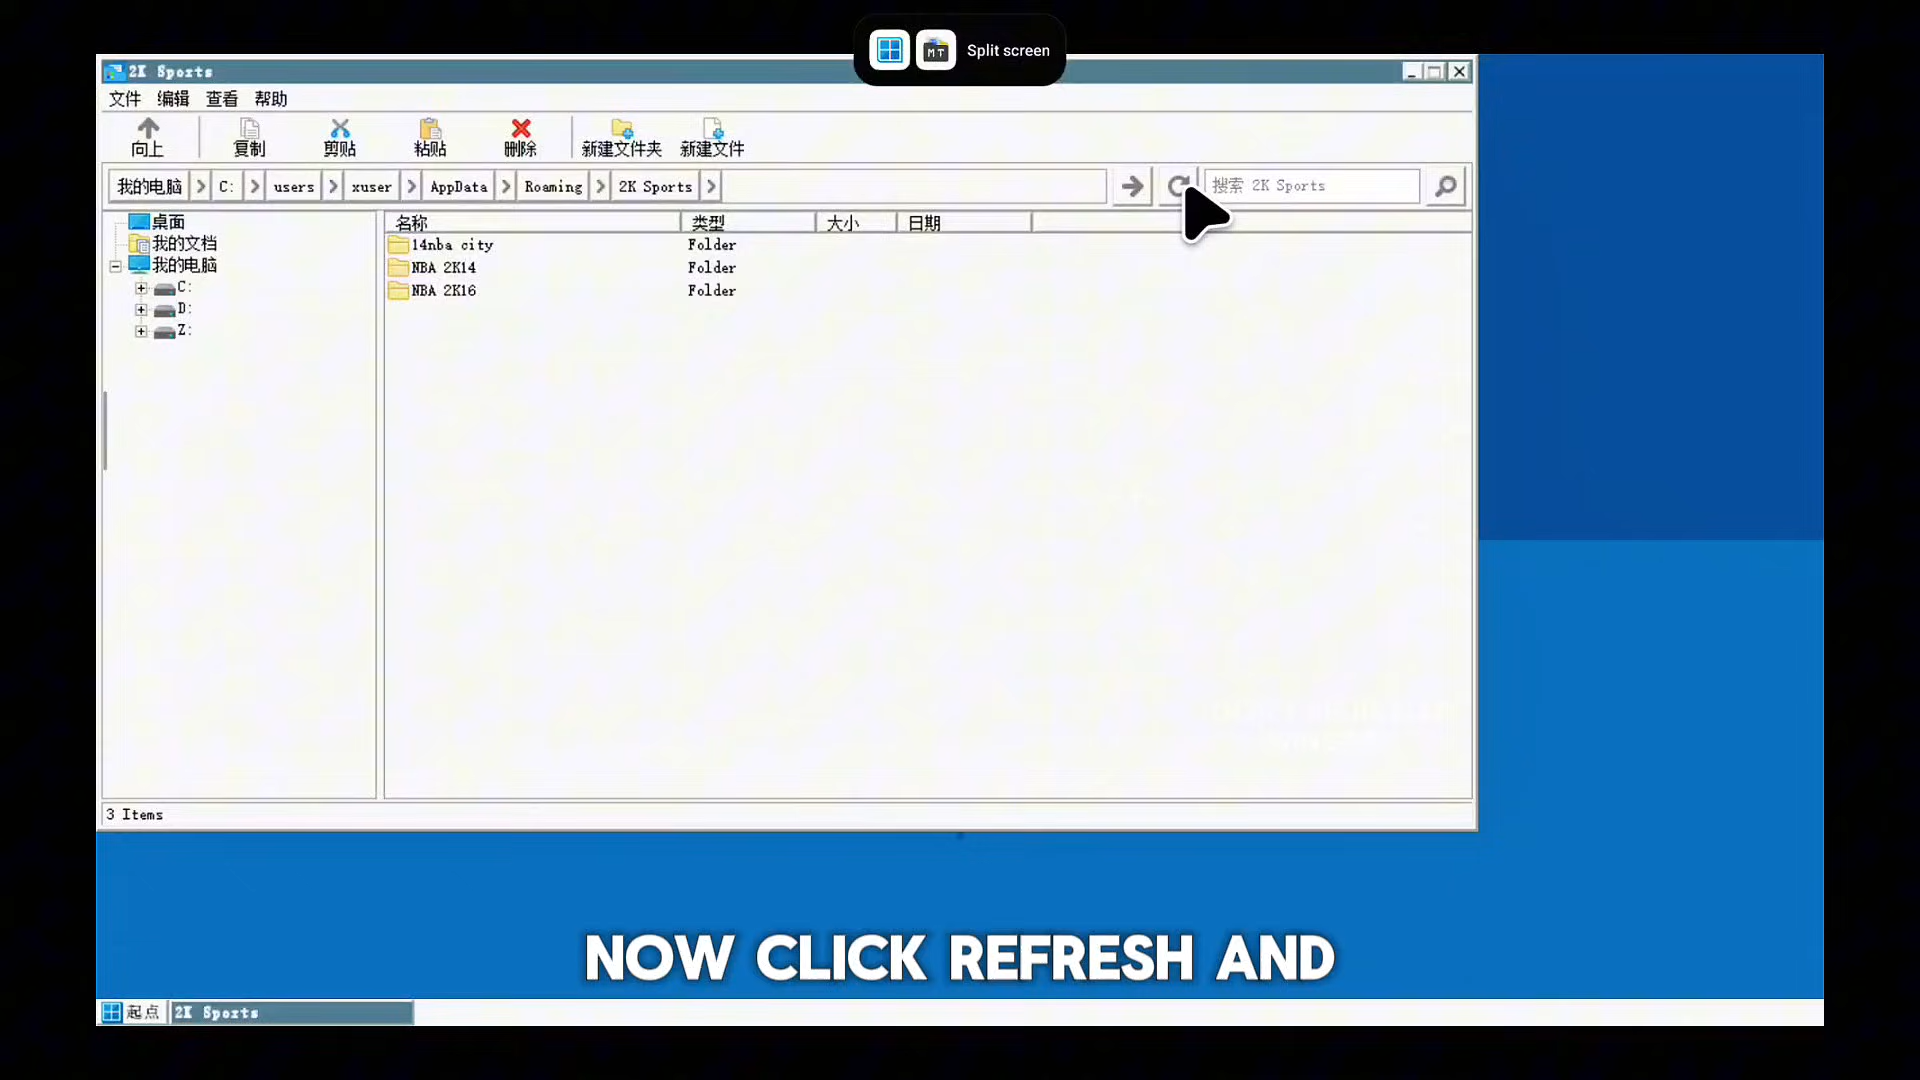 Split screen
2K Sports
文件 编辑 查看 帮助
向上 复制 剪贴 粘贴 删除 新建文件夹 新建文件
我的电脑 C: users xuser AppData Roaming 2K Sports 搜索 2K Sports
桌面
我的文档
我的电脑
C:
D:
Z:
名称 类型 大小 日期
14nba city Folder
NBA 2K14 Folder
NBA 2K16 Folder
3 Items
NOW CLICK REFRESH AND
起点 2K Sports